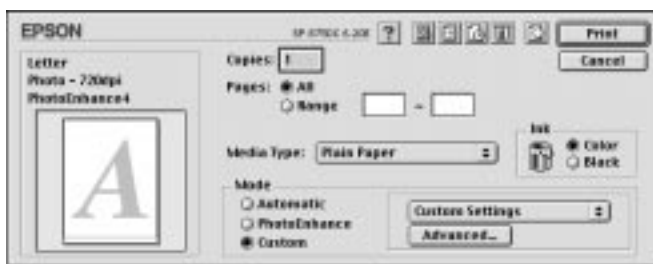 EPSON
? Print
Letter
Photo - 720dpi
PhotoEnhance4
Copies: 1
Cancel
Pages: All
Range -
A
Media Type: Plain Paper
Ink
Color
Black
Mode
Automatic
PhotoEnhance
Custom
Custom Settings
Advanced...